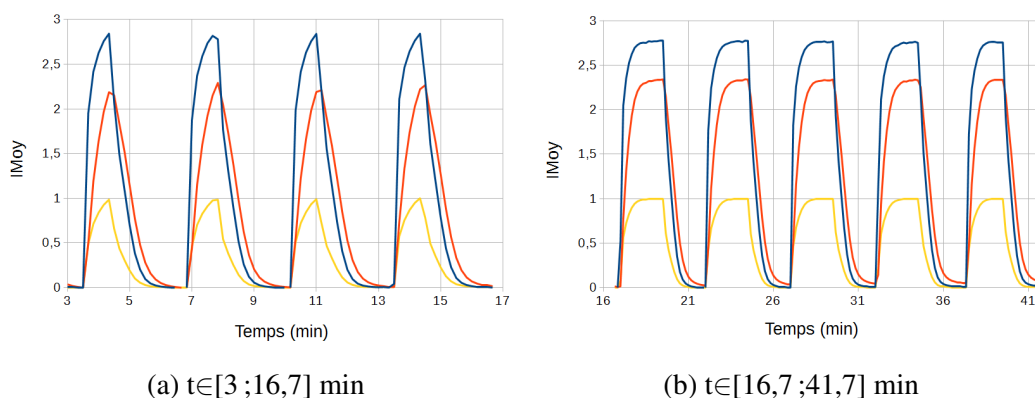 3
2,5
2
1,5
1
0,5
0
IMoy
3 5 7 9 11 13 15 17
Temps (min)
(a) t∈[3 ;16,7] min
3
2,5
2
1,5
1
0,5
0
IMoy
16 21 26 31 36 41
Temps (min)
(b) t∈[16,7 ;41,7] min